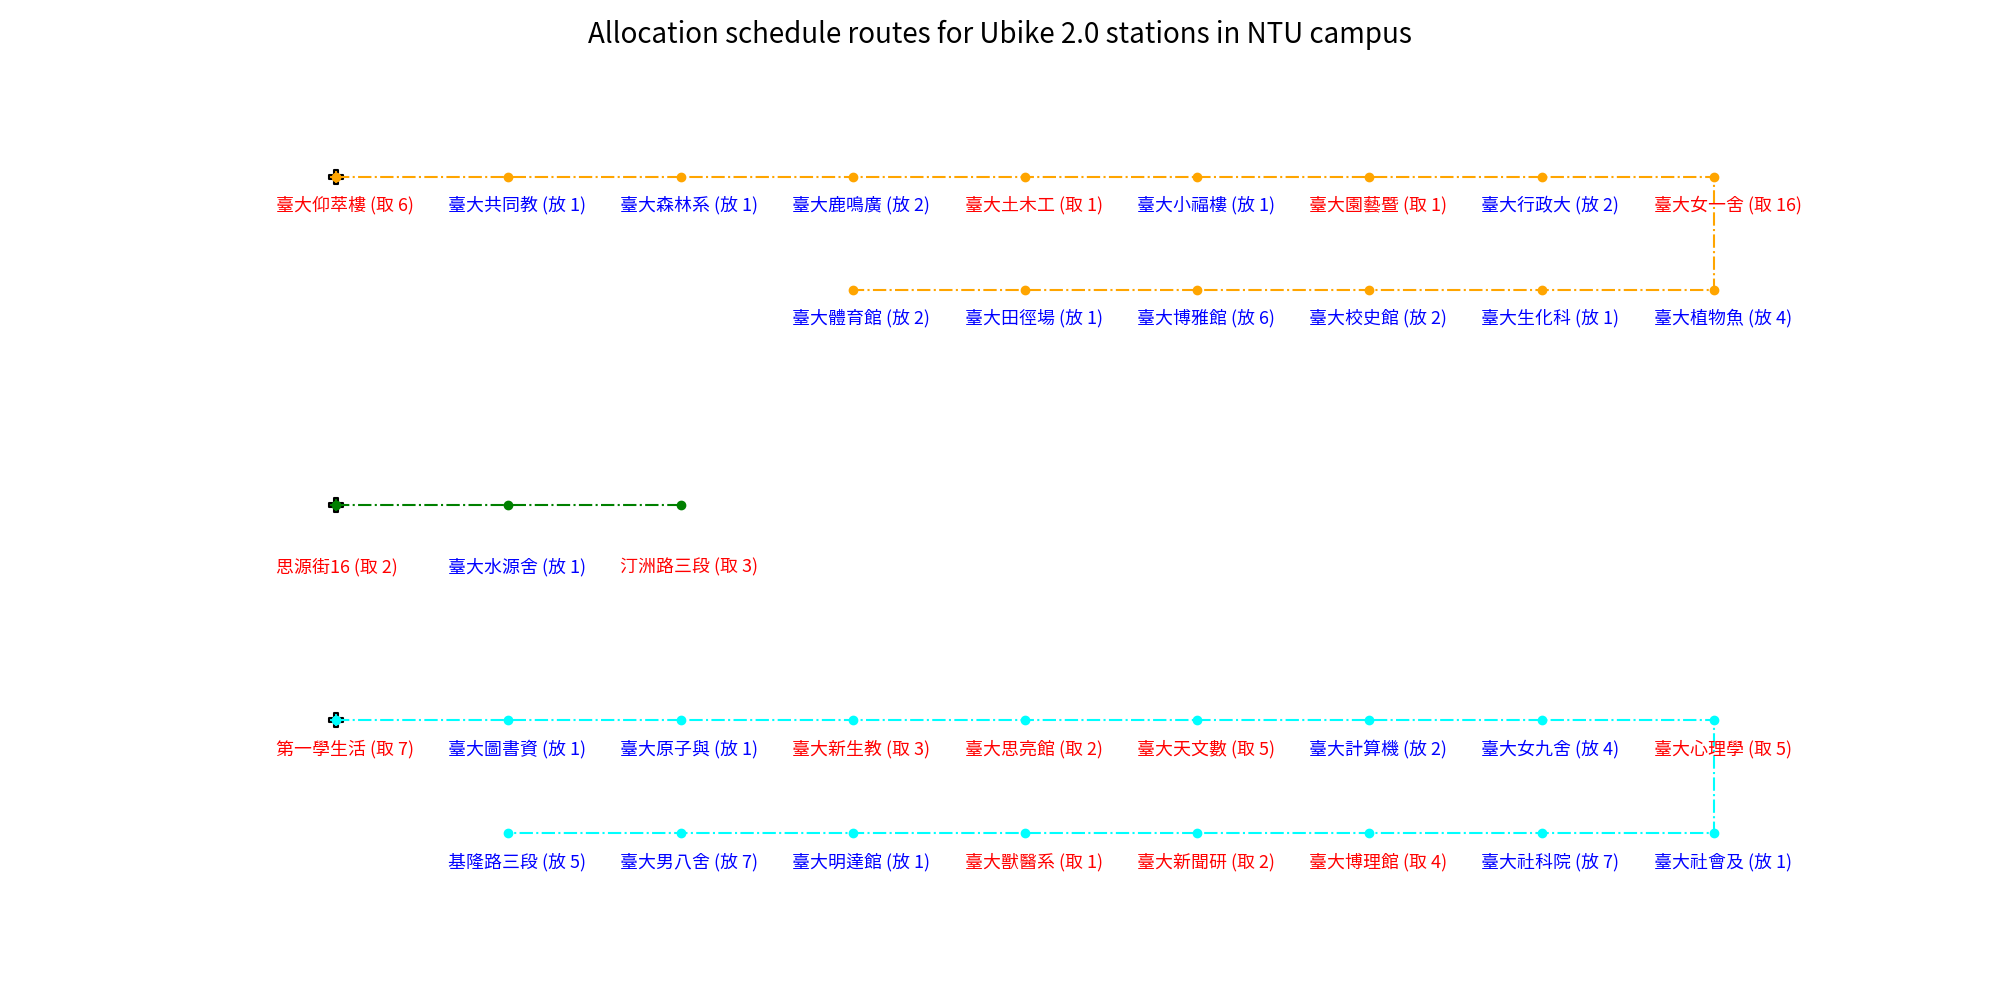 Allocation schedule routes for Ubike 2.0 stations in NTU campus
臺大仰萃樓 (取 6) 臺大共同教 (放 1) 臺大森林系 (放 1) 臺大鹿鳴廣 (放 2) 臺大土木工 (取 1) 臺大小福樓 (放 1) 臺大園藝暨 (取 1) 臺大行政大 (放 2) 臺大女一舍 (取 16)
臺大體育館 (放 2) 臺大田徑場 (放 1) 臺大博雅館 (放 6) 臺大校史館 (放 2) 臺大生化科 (放 1) 臺大植物魚 (放 4)
思源街16 (取 2) 臺大水源舍 (放 1) 汀洲路三段 (取 3)
第一學生活 (取 7) 臺大圖書資 (放 1) 臺大原子與 (放 1) 臺大新生教 (取 3) 臺大思亮館 (取 2) 臺大天文數 (取 5) 臺大計算機 (放 2) 臺大女九舍 (放 4) 臺大心理學 (取 5)
基隆路三段 (放 5) 臺大男八舍 (放 7) 臺大明達館 (放 1) 臺大獸醫系 (取 1) 臺大新聞研 (取 2) 臺大博理館 (取 4) 臺大社科院 (放 7) 臺大社會及 (放 1)